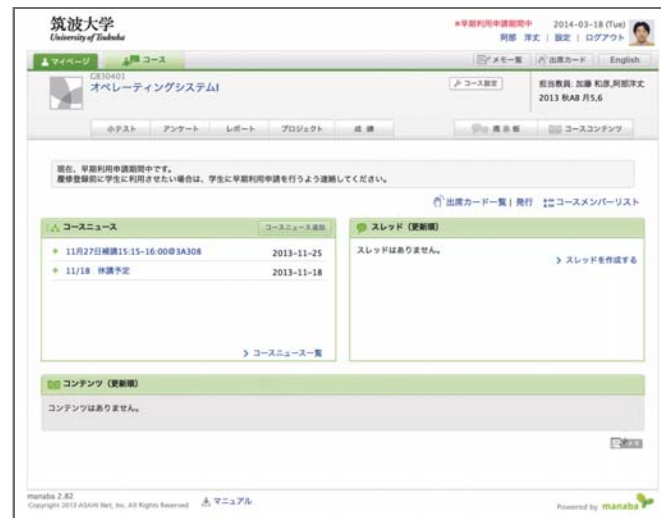 筑波大学
University of Tsukuba
*早期利用申請期間中 2014-03-18 (Tue)
阿部 洋丈 | 設定 | ログアウト
マイページ コース メモ一覧 出席カード English
オペレーティングシステムI
コース設定
担当教員: 加藤 和彦,阿部洋丈
2013 秋AB 月5,6
小テスト アンケート レポート プロジェクト 成績 掲示板 コースコンテンツ
現在、早期利用申請期間中です。
履修登録前に学生に利用させたい場合は、学生に早期利用申請を行うよう連絡してください。
出席カード一覧 | 発行 コースメンバーリスト
コースニュース コースニュース追加
11月27日補講15:15-16:00@3A308 2013-11-25
11/18 休講予定 2013-11-18
コースニュース一覧
スレッド (更新順)
スレッドはありません。
スレッドを作成する
コンテンツ (更新順)
コンテンツはありません。
manaba 2.82
Copyright 2013 ASAHI Net, Inc. All Rights Reserved マニュアル
Powered by manaba